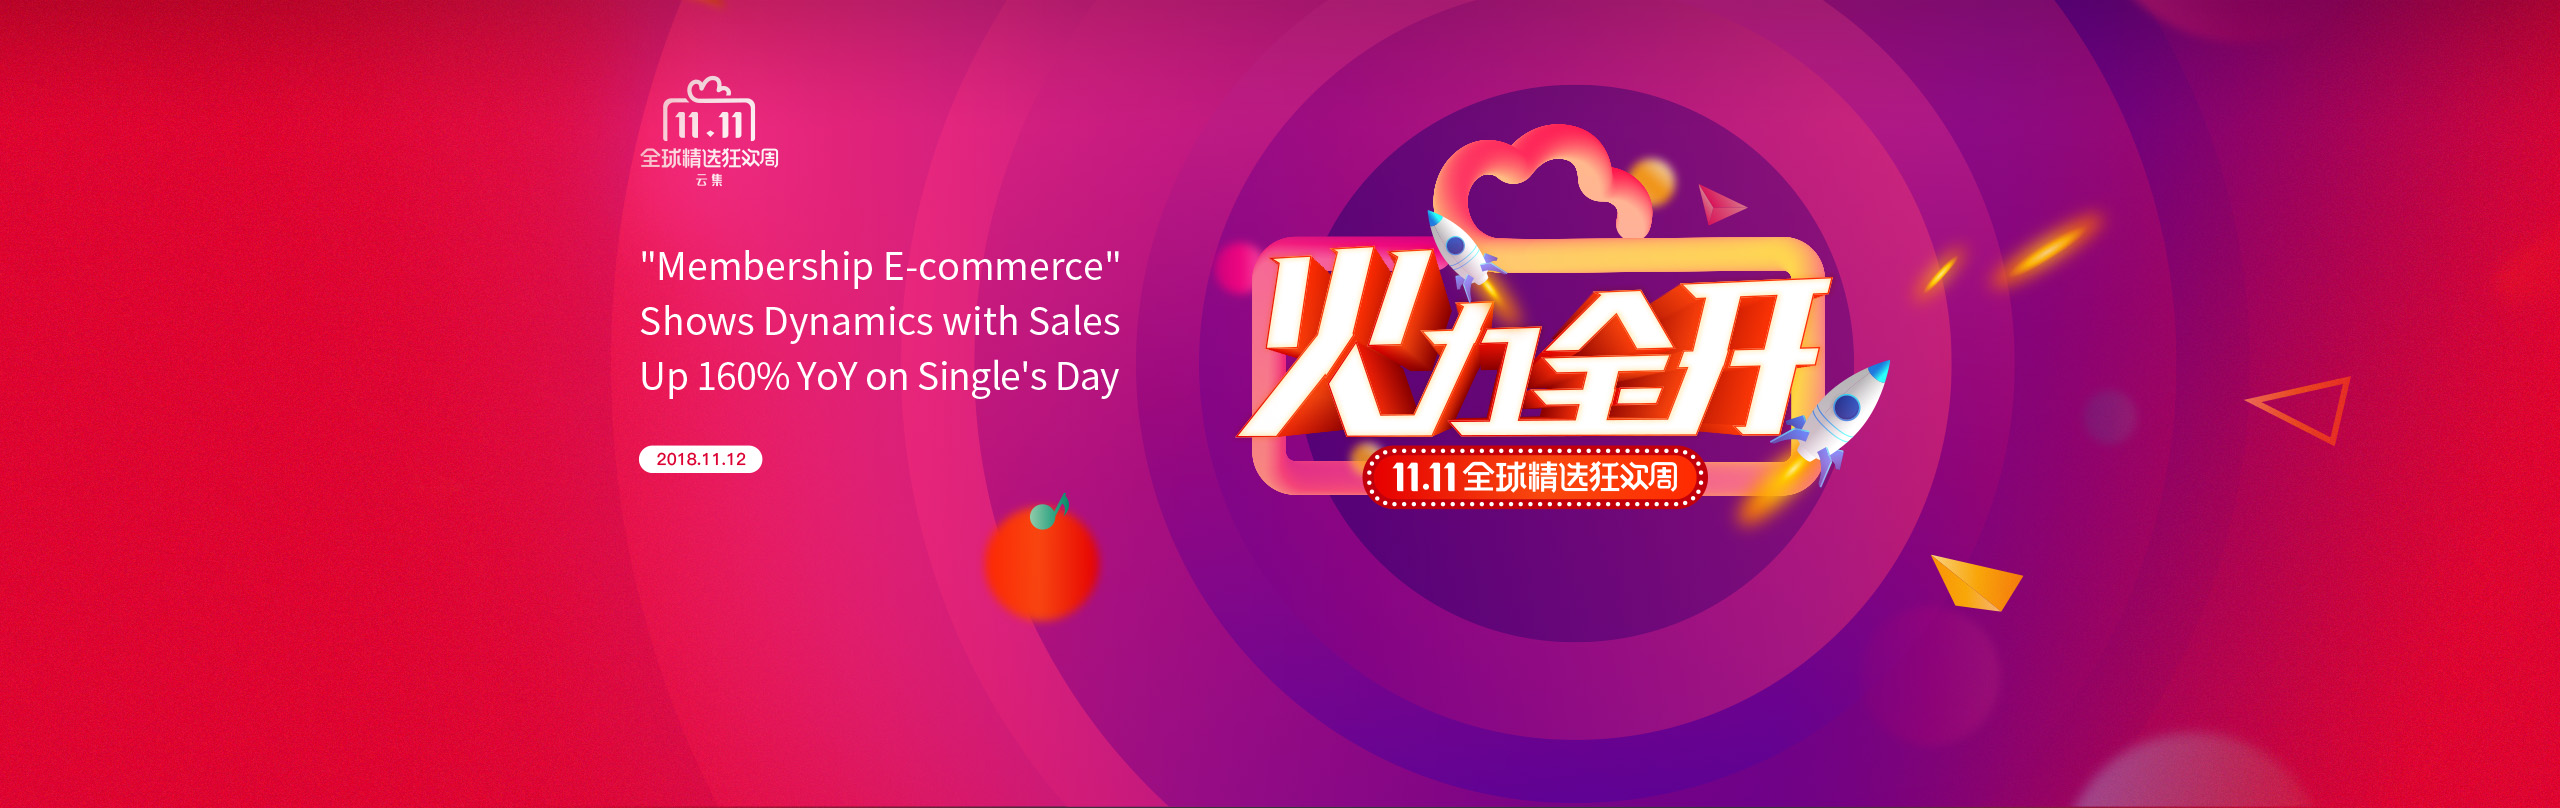 11.11
全球精选狂欢周
云集
"Membership E-commerce"
Shows Dynamics with Sales
Up 160% YoY on Single's Day
2018.11.12
火力全开
11.11全球精选狂欢周